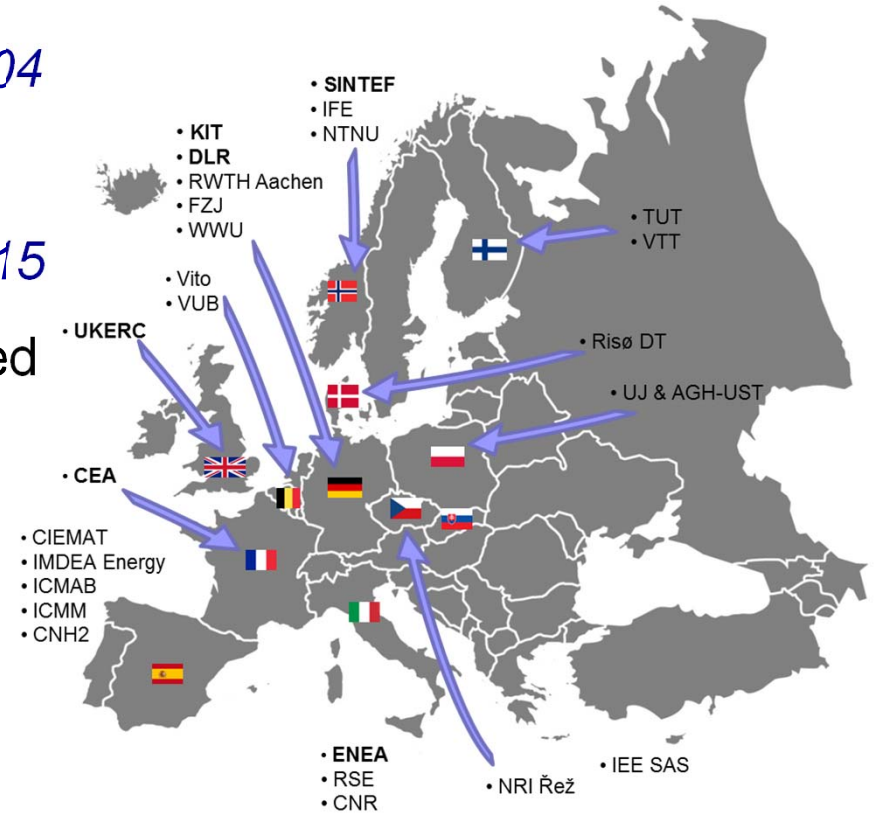 04
15
ed
• SINTEF
• IFE
• NTNU
• KIT
• DLR
• RWTH Aachen
• FZJ
• WWU
• TUT
• VTT
• Vito
• VUB
• UKERC
• Risø DT
• UJ & AGH-UST
• CEA
• CIEMAT
• IMDEA Energy
• ICMAB
• ICMM
• CNH2
• ENEA
• RSE
• CNR
• NRI Řež
• IEE SAS